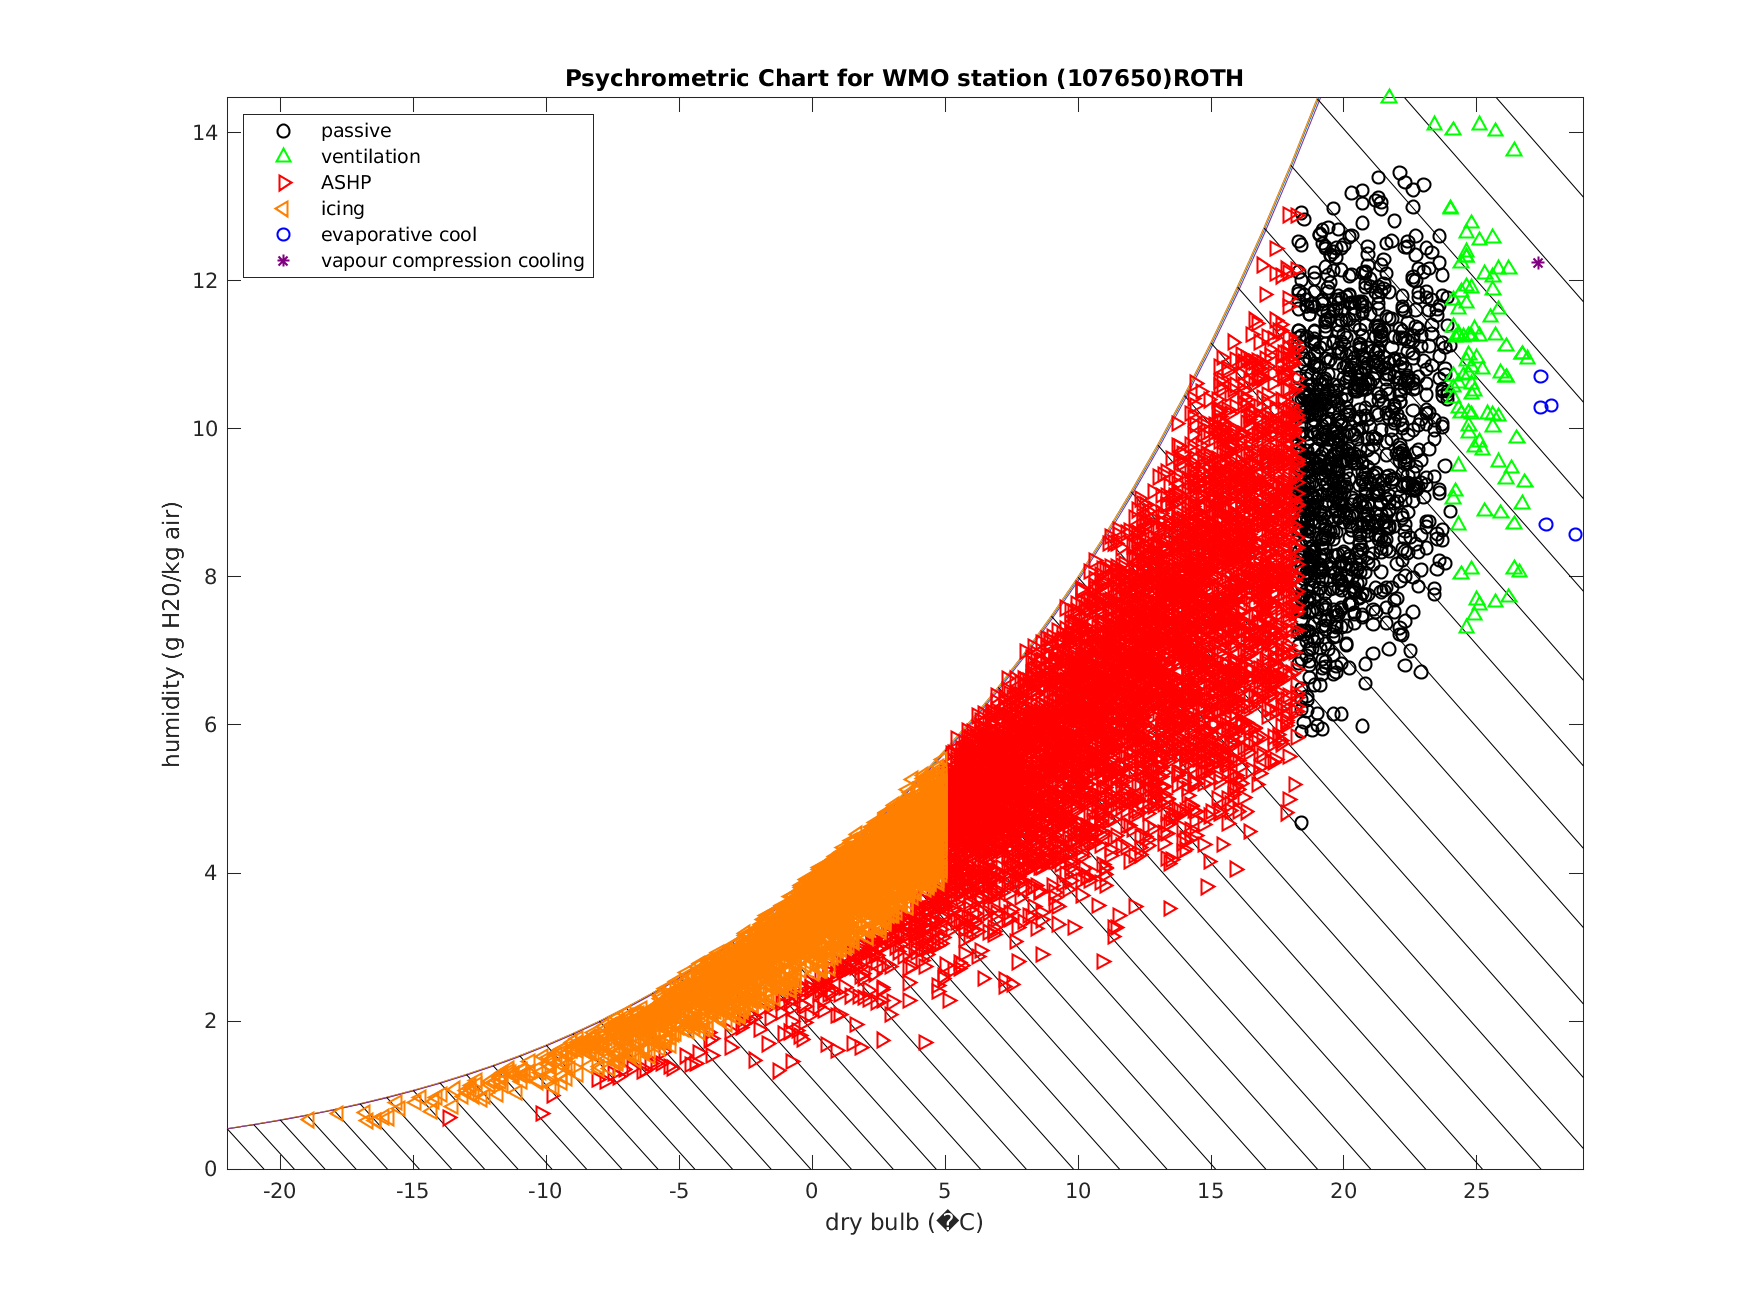 Psychrometric Chart for WMO station (107650)ROTH
passive
ventilation
ASHP
icing
evaporative cool
vapour compression cooling
humidity (g H20/kg air)
14
12
10
8
6
4
2
0
-20 -15 -10 -5 0 5 10 15 20 25
dry bulb (�C)